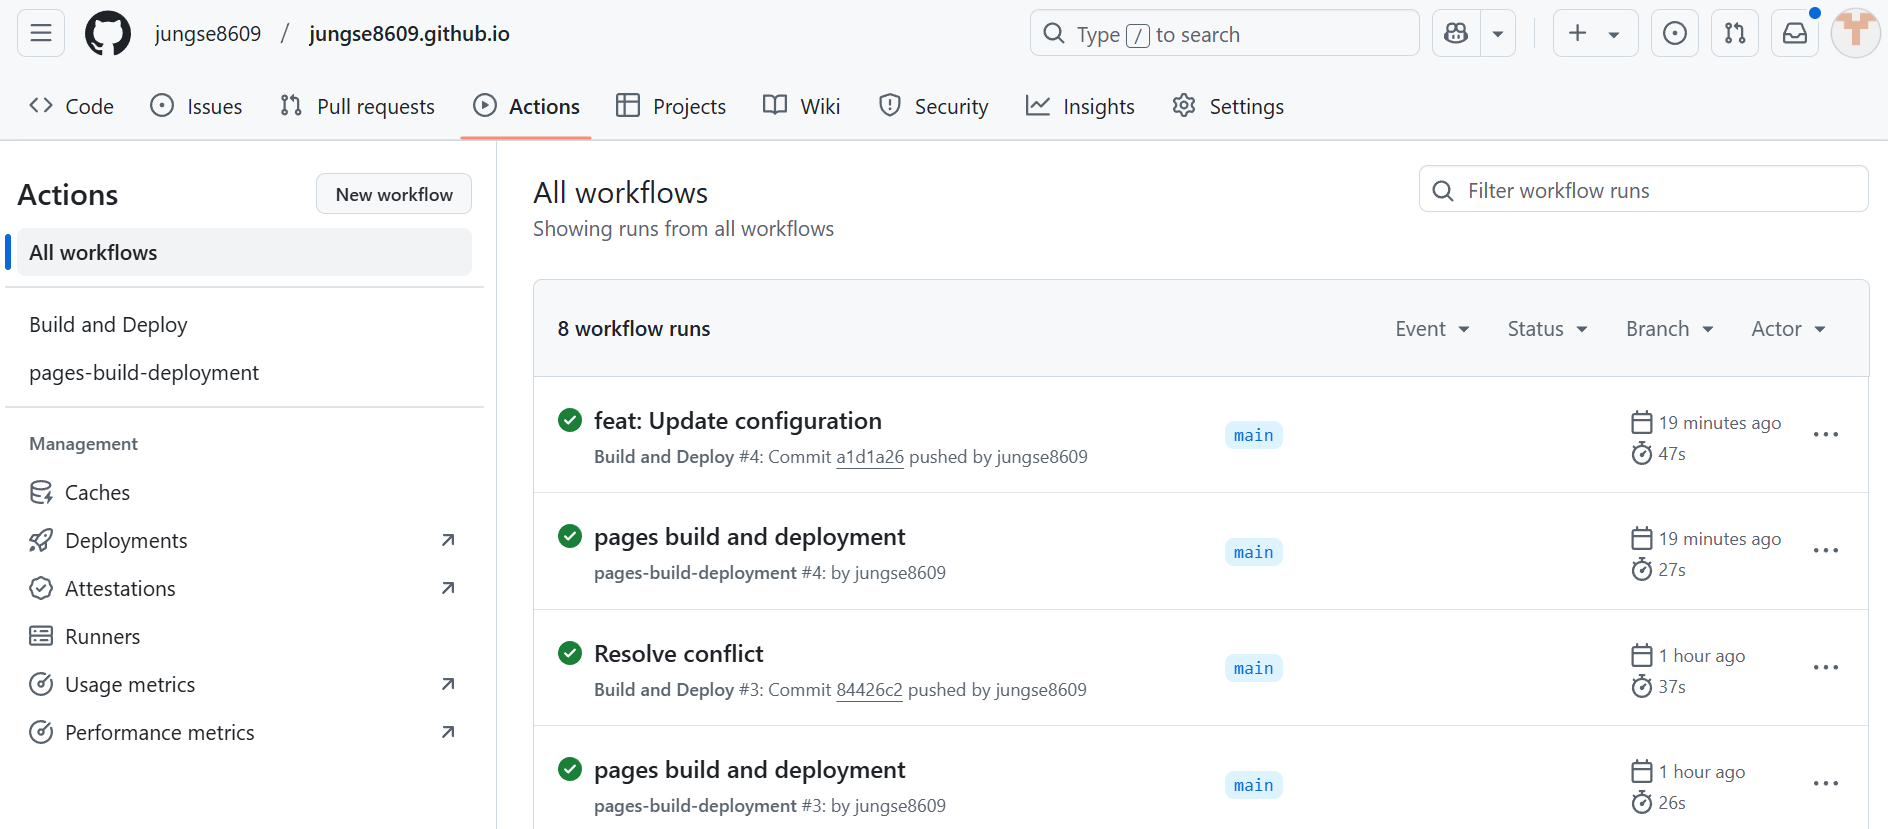 jungse8609 / jungse8609.github.io
Type / to search
Code Issues Pull requests Actions Projects Wiki Security Insights Settings
Actions
New workflow
All workflows
Build and Deploy
pages-build-deployment
Management
Caches
Deployments
Attestations
Runners
Usage metrics
Performance metrics
All workflows
Showing runs from all workflows
Filter workflow runs
8 workflow runs
Event Status Branch Actor
feat: Update configuration
Build and Deploy #4: Commit a1d1a26 pushed by jungse8609
main
19 minutes ago
47s
pages build and deployment
pages-build-deployment #4: by jungse8609
main
19 minutes ago
27s
Resolve conflict
Build and Deploy #3: Commit 84426c2 pushed by jungse8609
main
1 hour ago
37s
pages build and deployment
pages-build-deployment #3: by jungse8609
main
1 hour ago
26s